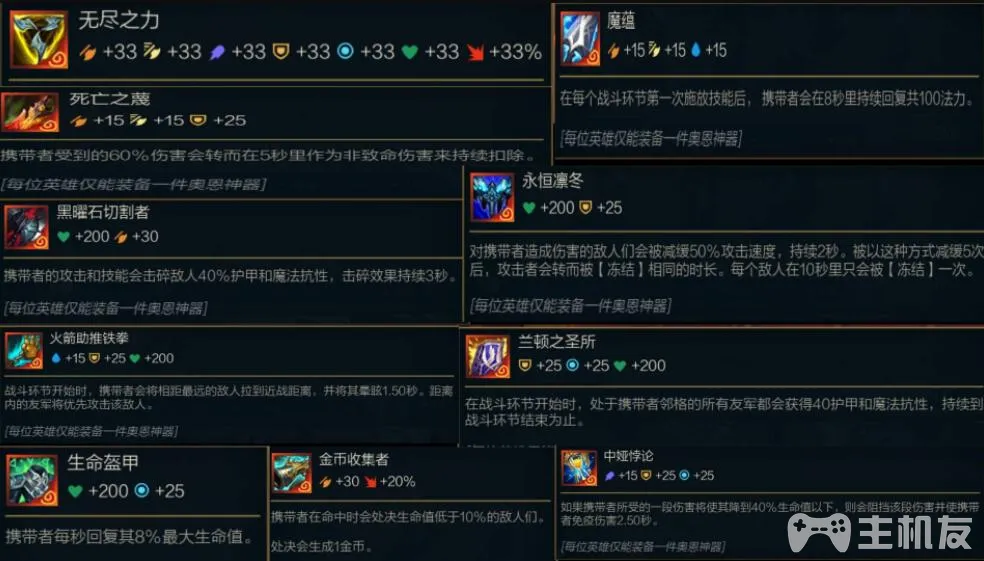 无尽之力
+33 +33 +33 +33 +33 +33 +33%
死亡之蔑
+15 +15 +25
携带者受到的60%伤害会转而在5秒里作为非致命伤害来持续扣除。
[每位英雄仅能装备一件奥恩神器]
魔蕴
+15 +15 +15
在每个战斗环节第一次施放技能后，携带者会在8秒里持续回复共100法力。
[每位英雄仅能装备一件奥恩神器]
黑曜石切割者
+200 +30
携带者的攻击和技能会击碎敌人40%护甲和魔法抗性，击碎效果持续3秒。
[每位英雄仅能装备一件奥恩神器]
永恒凛冬
+200 +25
对携带者造成伤害的敌人们会被减缓50%攻击速度，持续2秒。被以这种方式减缓5次
后，攻击者会转而被【冻结】相同的时长。每个敌人在10秒里只会被【冻结】一次。
[每位英雄仅能装备一件奥恩神器]
火箭助推铁拳
+15 +25 +200
战斗环节开始时，携带者会将相距最远的敌人拉到近战距离，并将其晕眩1.50秒。距离
内的友军将优先攻击该敌人。
[每位英雄仅能装备一件奥恩神器]
兰顿之圣所
+25 +25 +200
在战斗环节开始时，处于携带者邻格的所有友军都会获得40护甲和魔法抗性，持续到
战斗环节结束为止。
生命盔甲
+200 +25
携带者每秒回复其8%最大生命值。
金币收集者
+30 +20%
携带者在命中时会处决生命值低于10%的敌人们。
处决会生成1金币。
中娅悖论
+15 +25 +25
如果携带者所受的一段伤害将使其降到40%生命值以下，则会阻挡该段伤害并使携带
者免疫伤害2.50秒。
[每位英雄仅能装备一件奥恩神器]
主机友